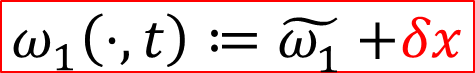 ω₁(·, t) ≔ ω̃₁ + δx